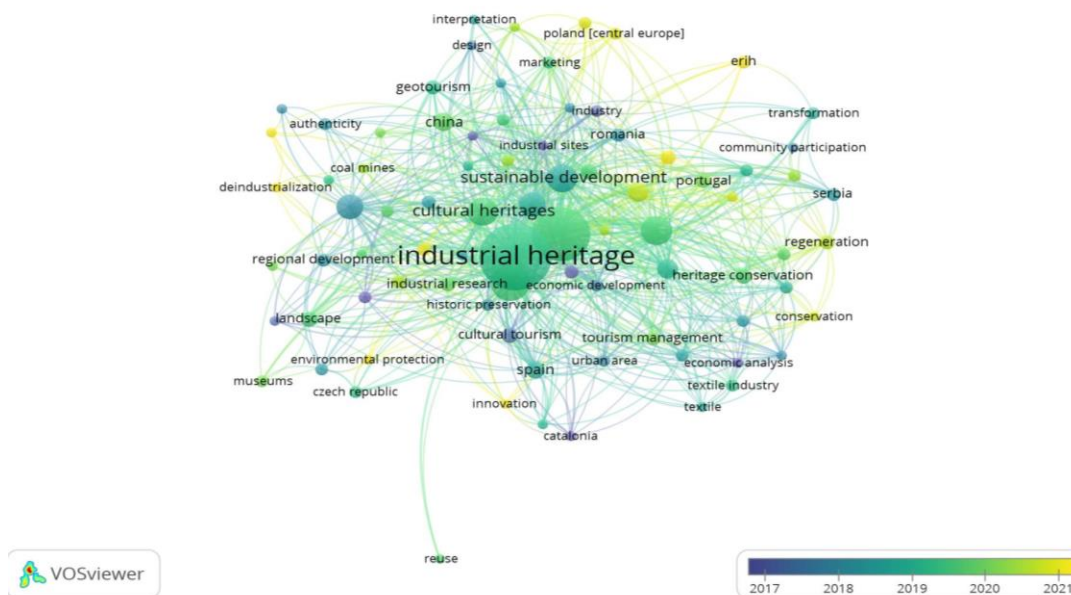 interpretation
poland [central europe]
design
marketing
erih
geotourism
industry
transformation
authenticity
china
romania
industrial sites
community participation
coal mines
sustainable development
portugal
deindustrialization
serbia
cultural heritages
regeneration
industrial heritage
regional development
heritage conservation
industrial research
economic development
historic preservation
landscape
conservation
cultural tourism
tourism management
environmental protection
urban area
economic analysis
spain
museums
czech republic
textile industry
innovation
textile
catalonia
reuse
VOSviewer
2017 2018 2019 2020 2021